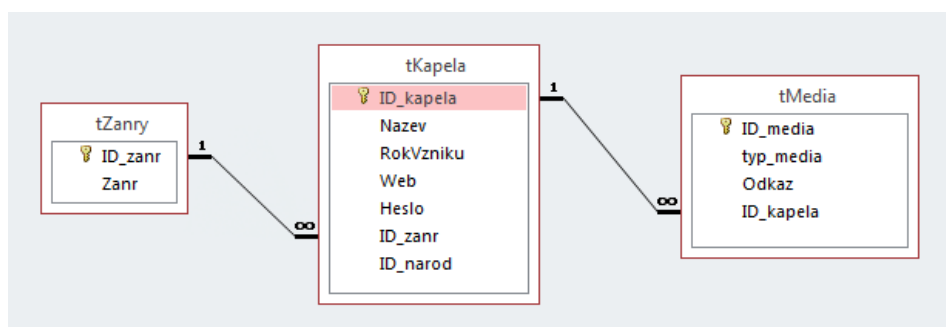 tZanry
ID_zanr
Zanr
1
∞
tKapela
ID_kapela
Nazev
RokVzniku
Web
Heslo
ID_zanr
ID_narod
1
∞
tMedia
ID_media
typ_media
Odkaz
ID_kapela